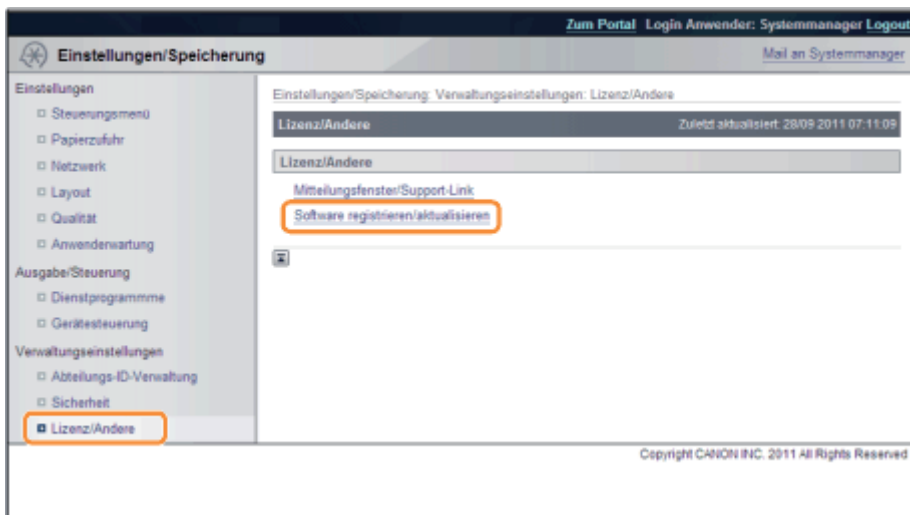 Zum Portal Login Anwender: Systemmanager Logout
Einstellungen/Speicherung
Mail an Systemmanager
Einstellungen
Steuerungsmenü
Papierzufuhr
Netzwerk
Layout
Qualität
Anwenderwartung
Ausgabe/Steuerung
Dienstprogrammme
Gerätesteuerung
Verwaltungseinstellungen
Abteilungs-ID-Verwaltung
Sicherheit
Lizenz/Andere
Einstellungen/Speicherung: Verwaltungseinstellungen: Lizenz/Andere
Lizenz/Andere Zuletzt aktualisiert: 28/09 2011 07:11:09
Lizenz/Andere
Mitteilungsfenster/Support-Link
Software registrieren/aktualisieren
Copyright CANON INC. 2011 All Rights Reserved